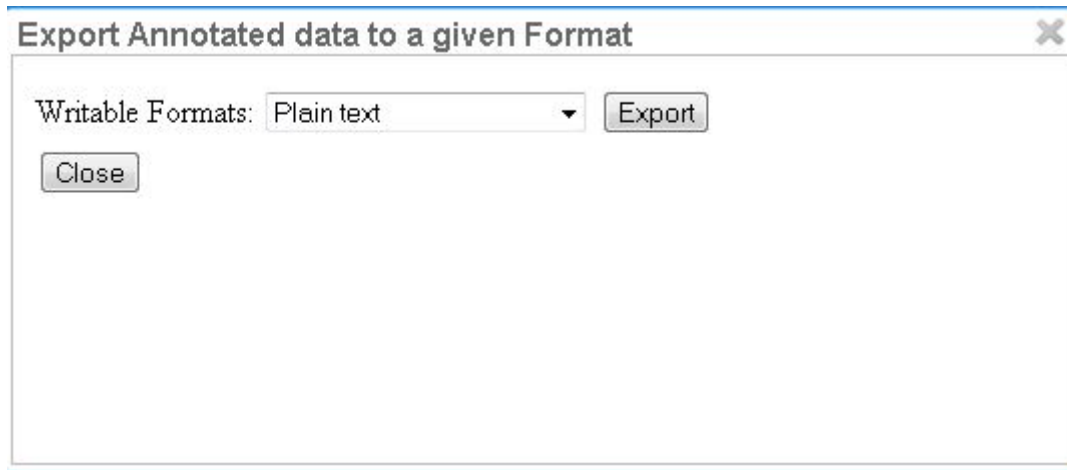 Export Annotated data to a given Format
Writable Formats: Plain text Export
Close